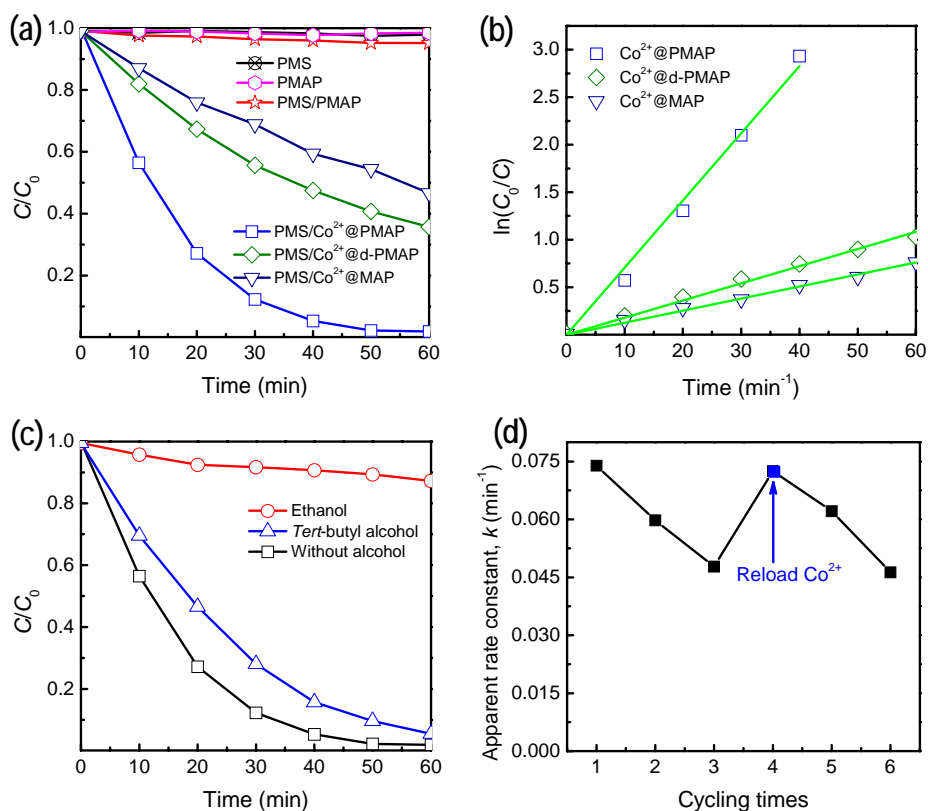 (a)
C/C0
1.0
0.8
0.6
0.4
0.2
PMS
PMAP
PMS/PMAP
PMS/Co2+@PMAP
PMS/Co2+@d-PMAP
PMS/Co2+@MAP
0 10 20 30 40 50 60
Time (min)
(b)
ln(C0/C)
3.0
2.5
2.0
1.5
1.0
0.5
Co2+@PMAP
Co2+@d-PMAP
Co2+@MAP
0 10 20 30 40 50 60
Time (min-1)
(c)
C/C0
1.0
0.8
0.6
0.4
0.2
Ethanol
Tert-butyl alcohol
Without alcohol
0 10 20 30 40 50 60
Time (min)
(d)
Apparent rate constant, k (min-1)
0.075
0.060
0.045
0.030
0.015
0.000
Reload Co2+
1 2 3 4 5 6
Cycling times